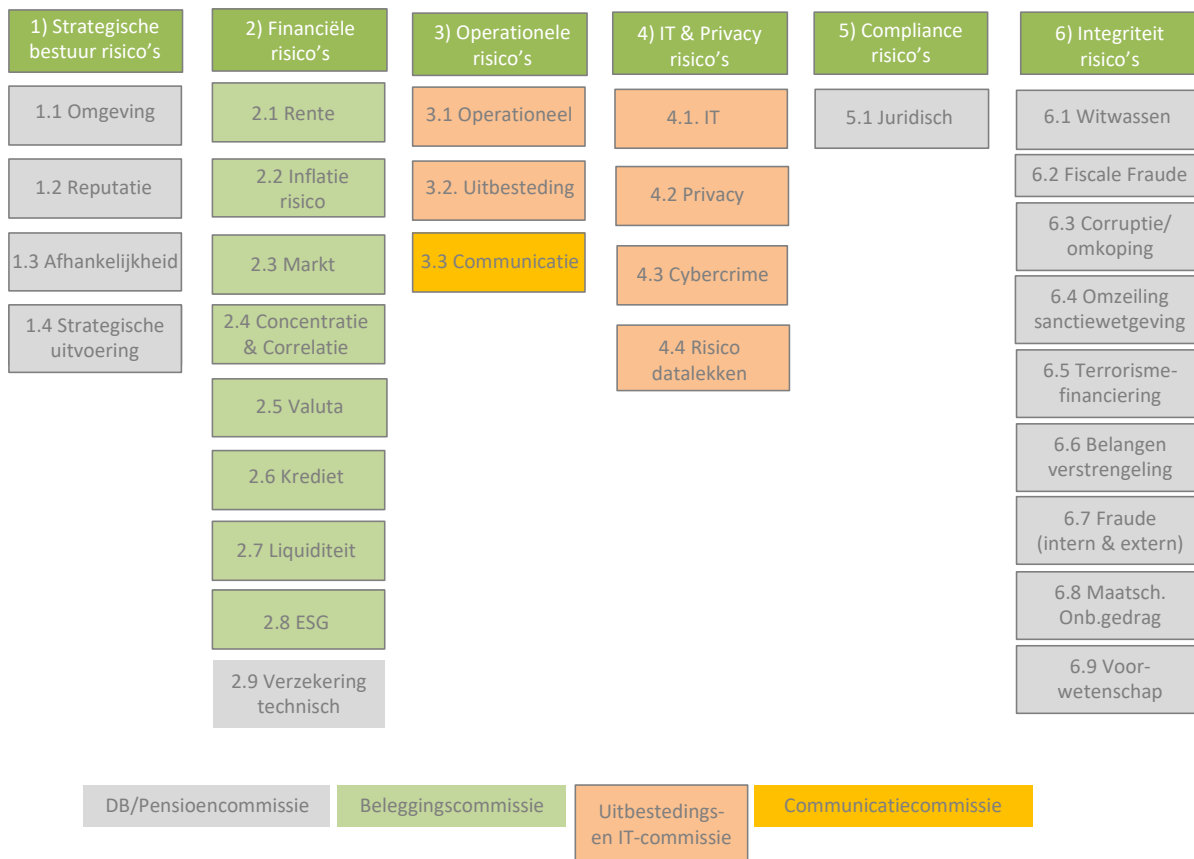 1) Strategische
bestuur risico's
1.1 Omgeving
1.2 Reputatie
1.3 Afhankelijkheid
1.4 Strategische
uitvoering
2) Financiële
risico's
2.1 Rente
2.2 Inflatie
risico
2.3 Markt
2.4 Concentratie
& Correlatie
2.5 Valuta
2.6 Krediet
2.7 Liquiditeit
2.8 ESG
2.9 Verzekering
technisch
3) Operationele
risico's
3.1 Operationeel
3.2. Uitbesteding
3.3 Communicatie
4) IT & Privacy
risico's
4.1. IT
4.2 Privacy
4.3 Cybercrime
4.4 Risico
datalekken
5) Compliance
risico's
5.1 Juridisch
6) Integriteit
risico's
6.1 Witwassen
6.2 Fiscale Fraude
6.3 Corruptie/
omkoping
6.4 Omzeiling
sanctiewetgeving
6.5 Terrorisme-
financiering
6.6 Belangen
verstrengeling
6.7 Fraude
(intern & extern)
6.8 Maatsch.
Onb.gedrag
6.9 Voor-
wetenschap
DB/Pensioencommissie
Beleggingscommissie
Uitbestedings-
en IT-commissie
Communicatiecommissie